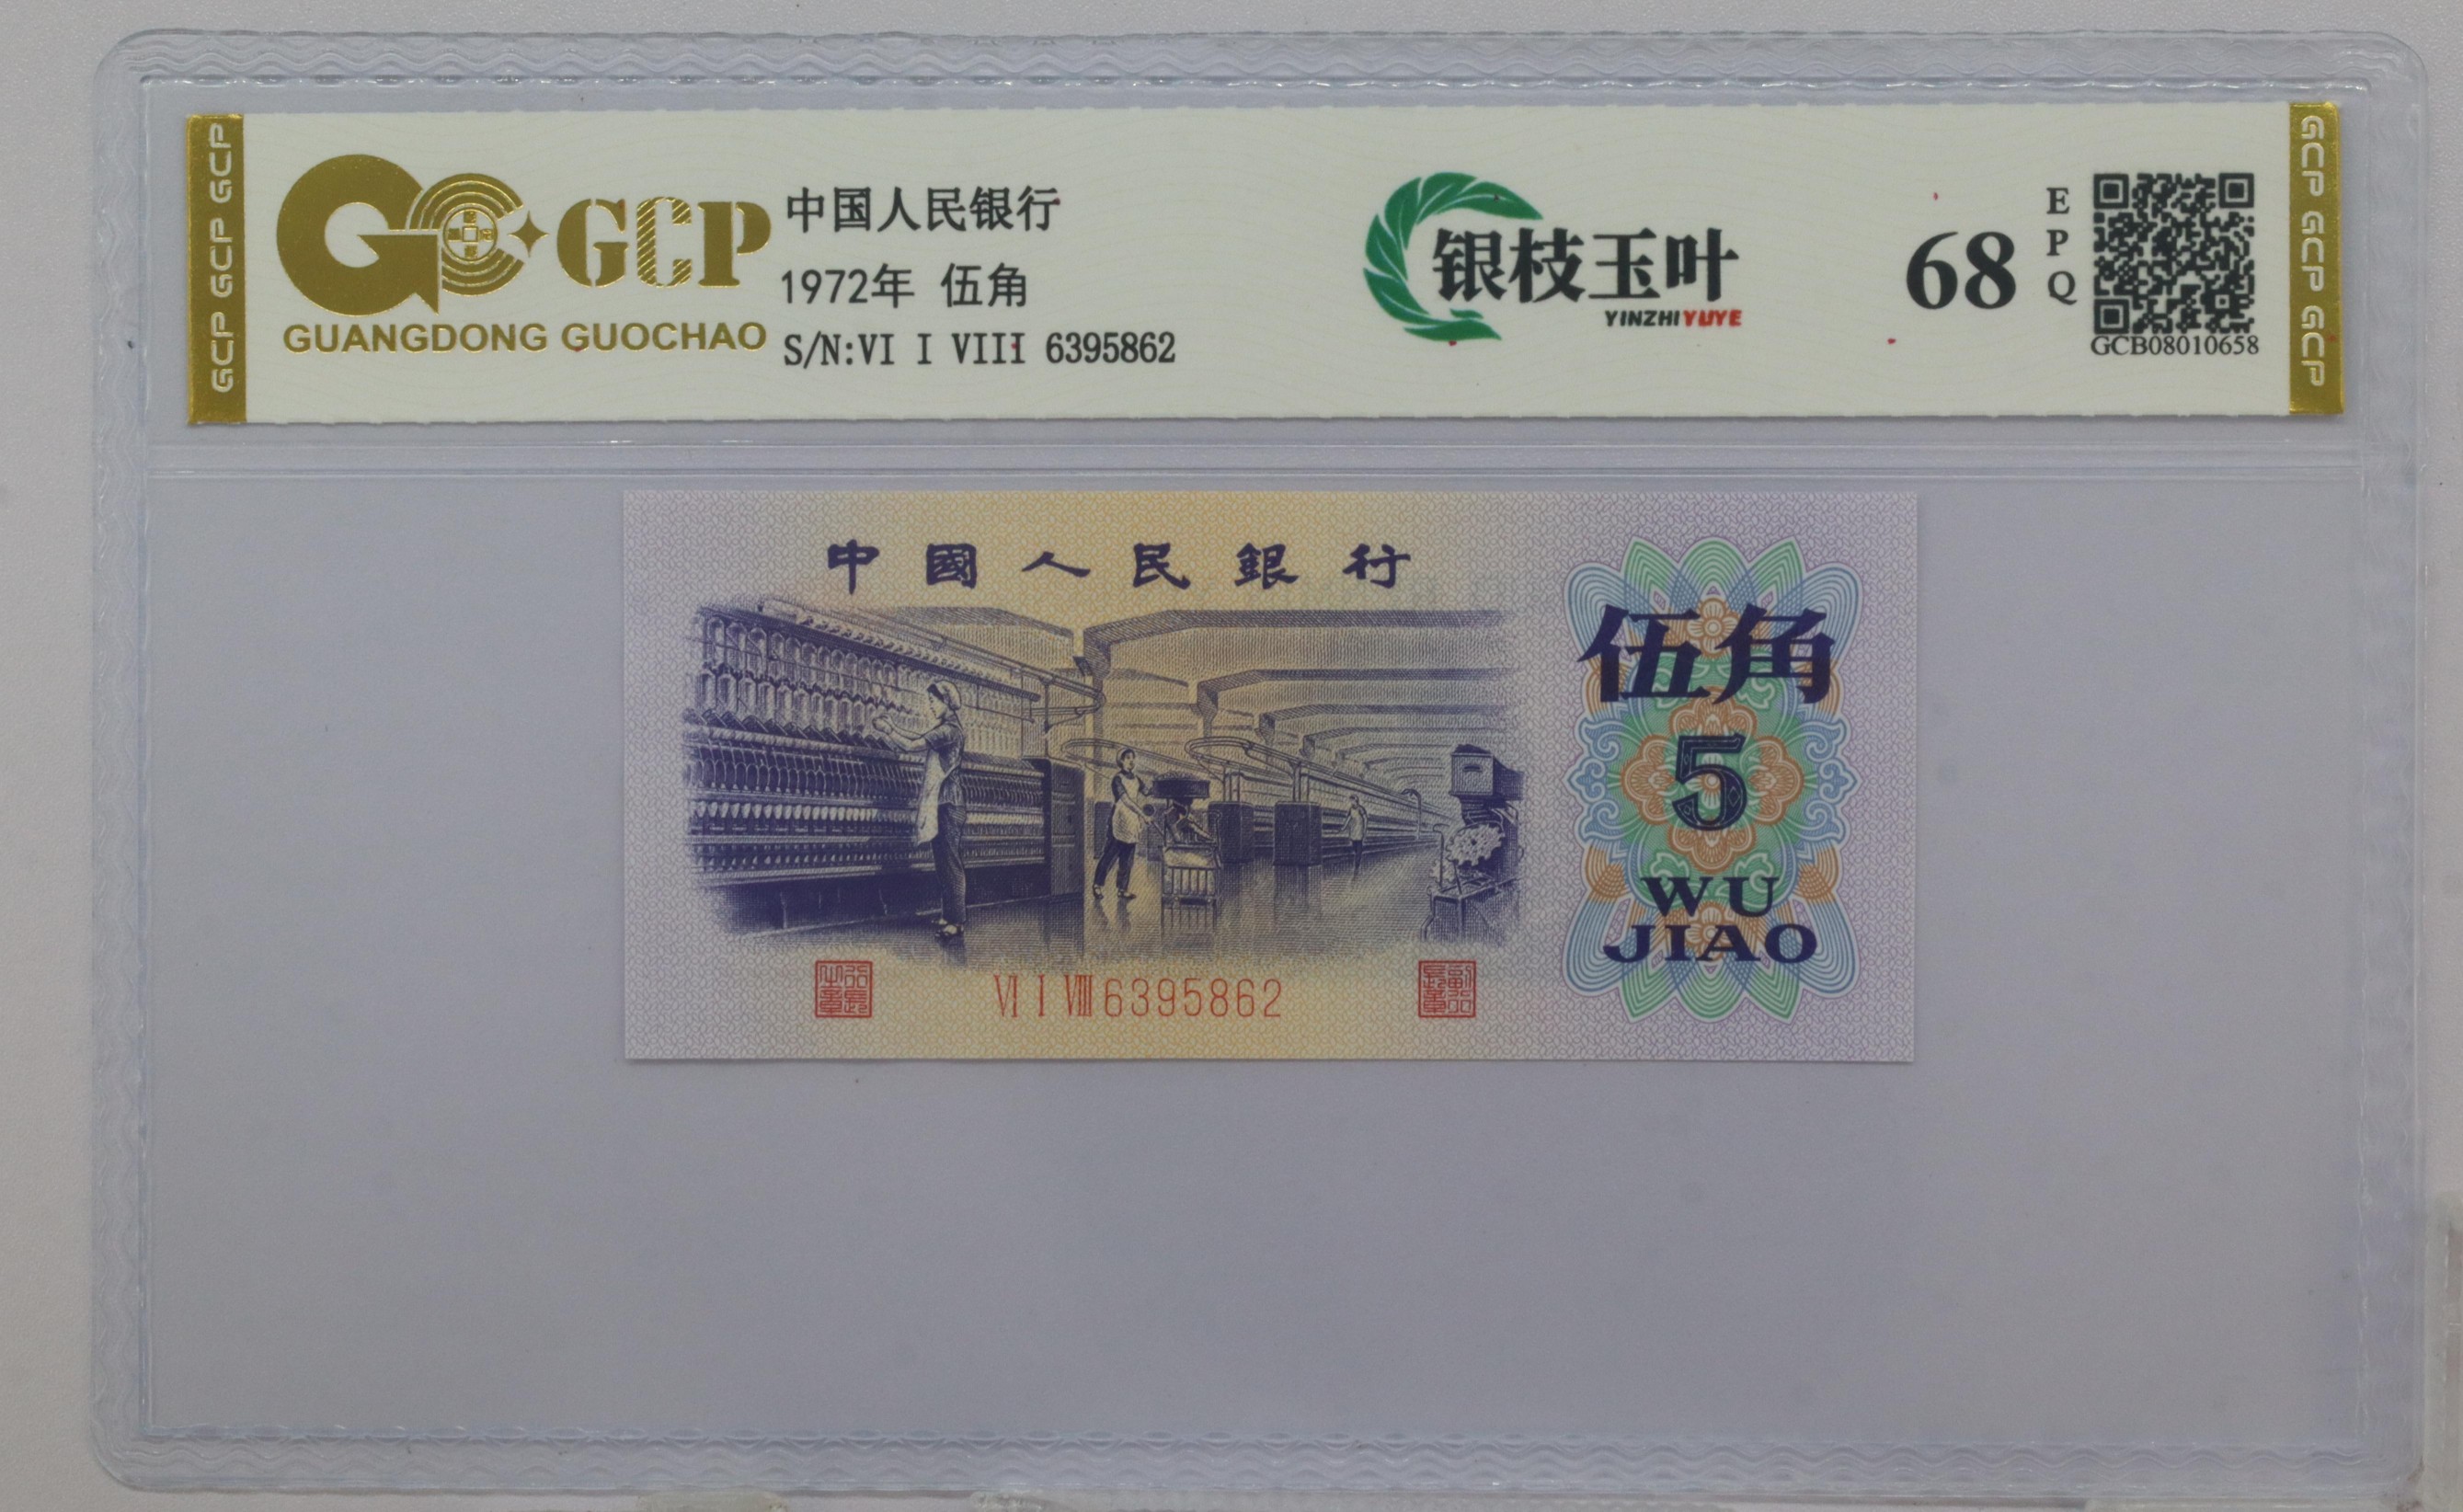 GCP GCP GCP
GCP
GUANGDONG GUOCHAO
中国人民银行
1972年 伍角
S/N:VI I VIII 6395862
银枝玉叶
YINZHIYUYE
68
E
P
Q
GCB08010658
GCP GCP GCP
中國人民銀行
伍角
5
WU
JIAO
VI I VIII 6395862